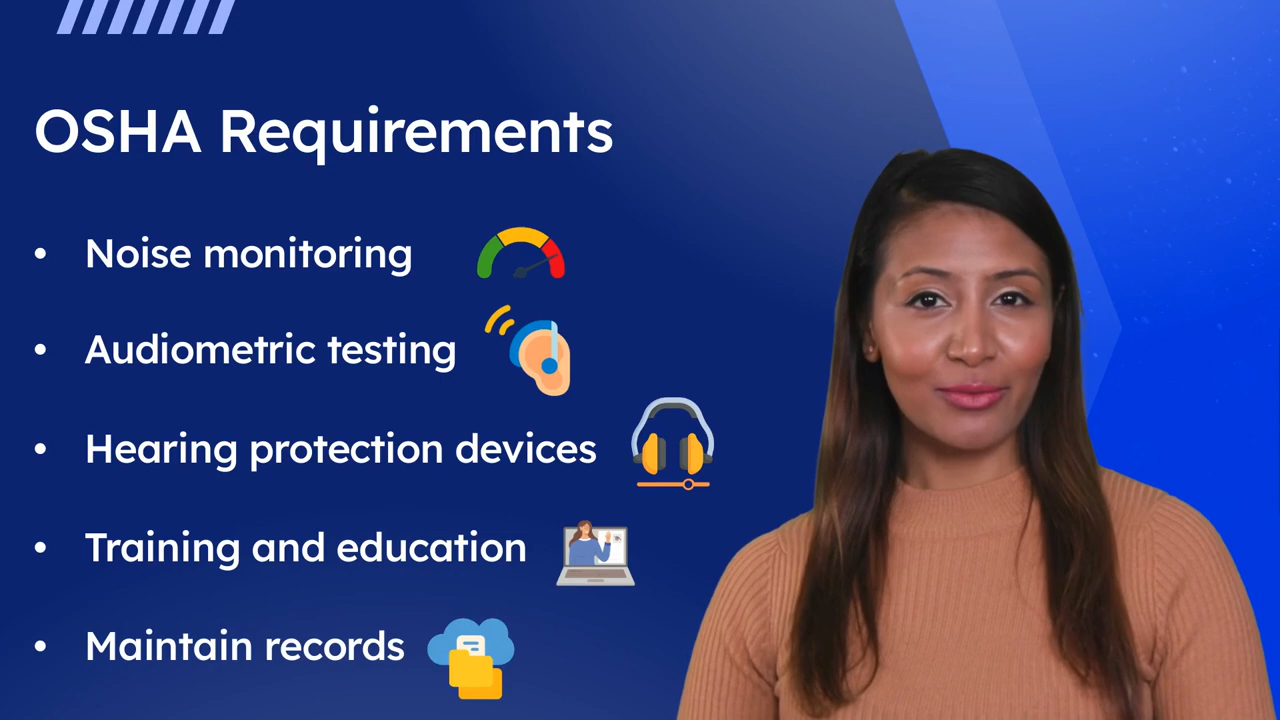 OSHA Requirements
• Noise monitoring
• Audiometric testing
• Hearing protection devices
• Training and education
• Maintain records